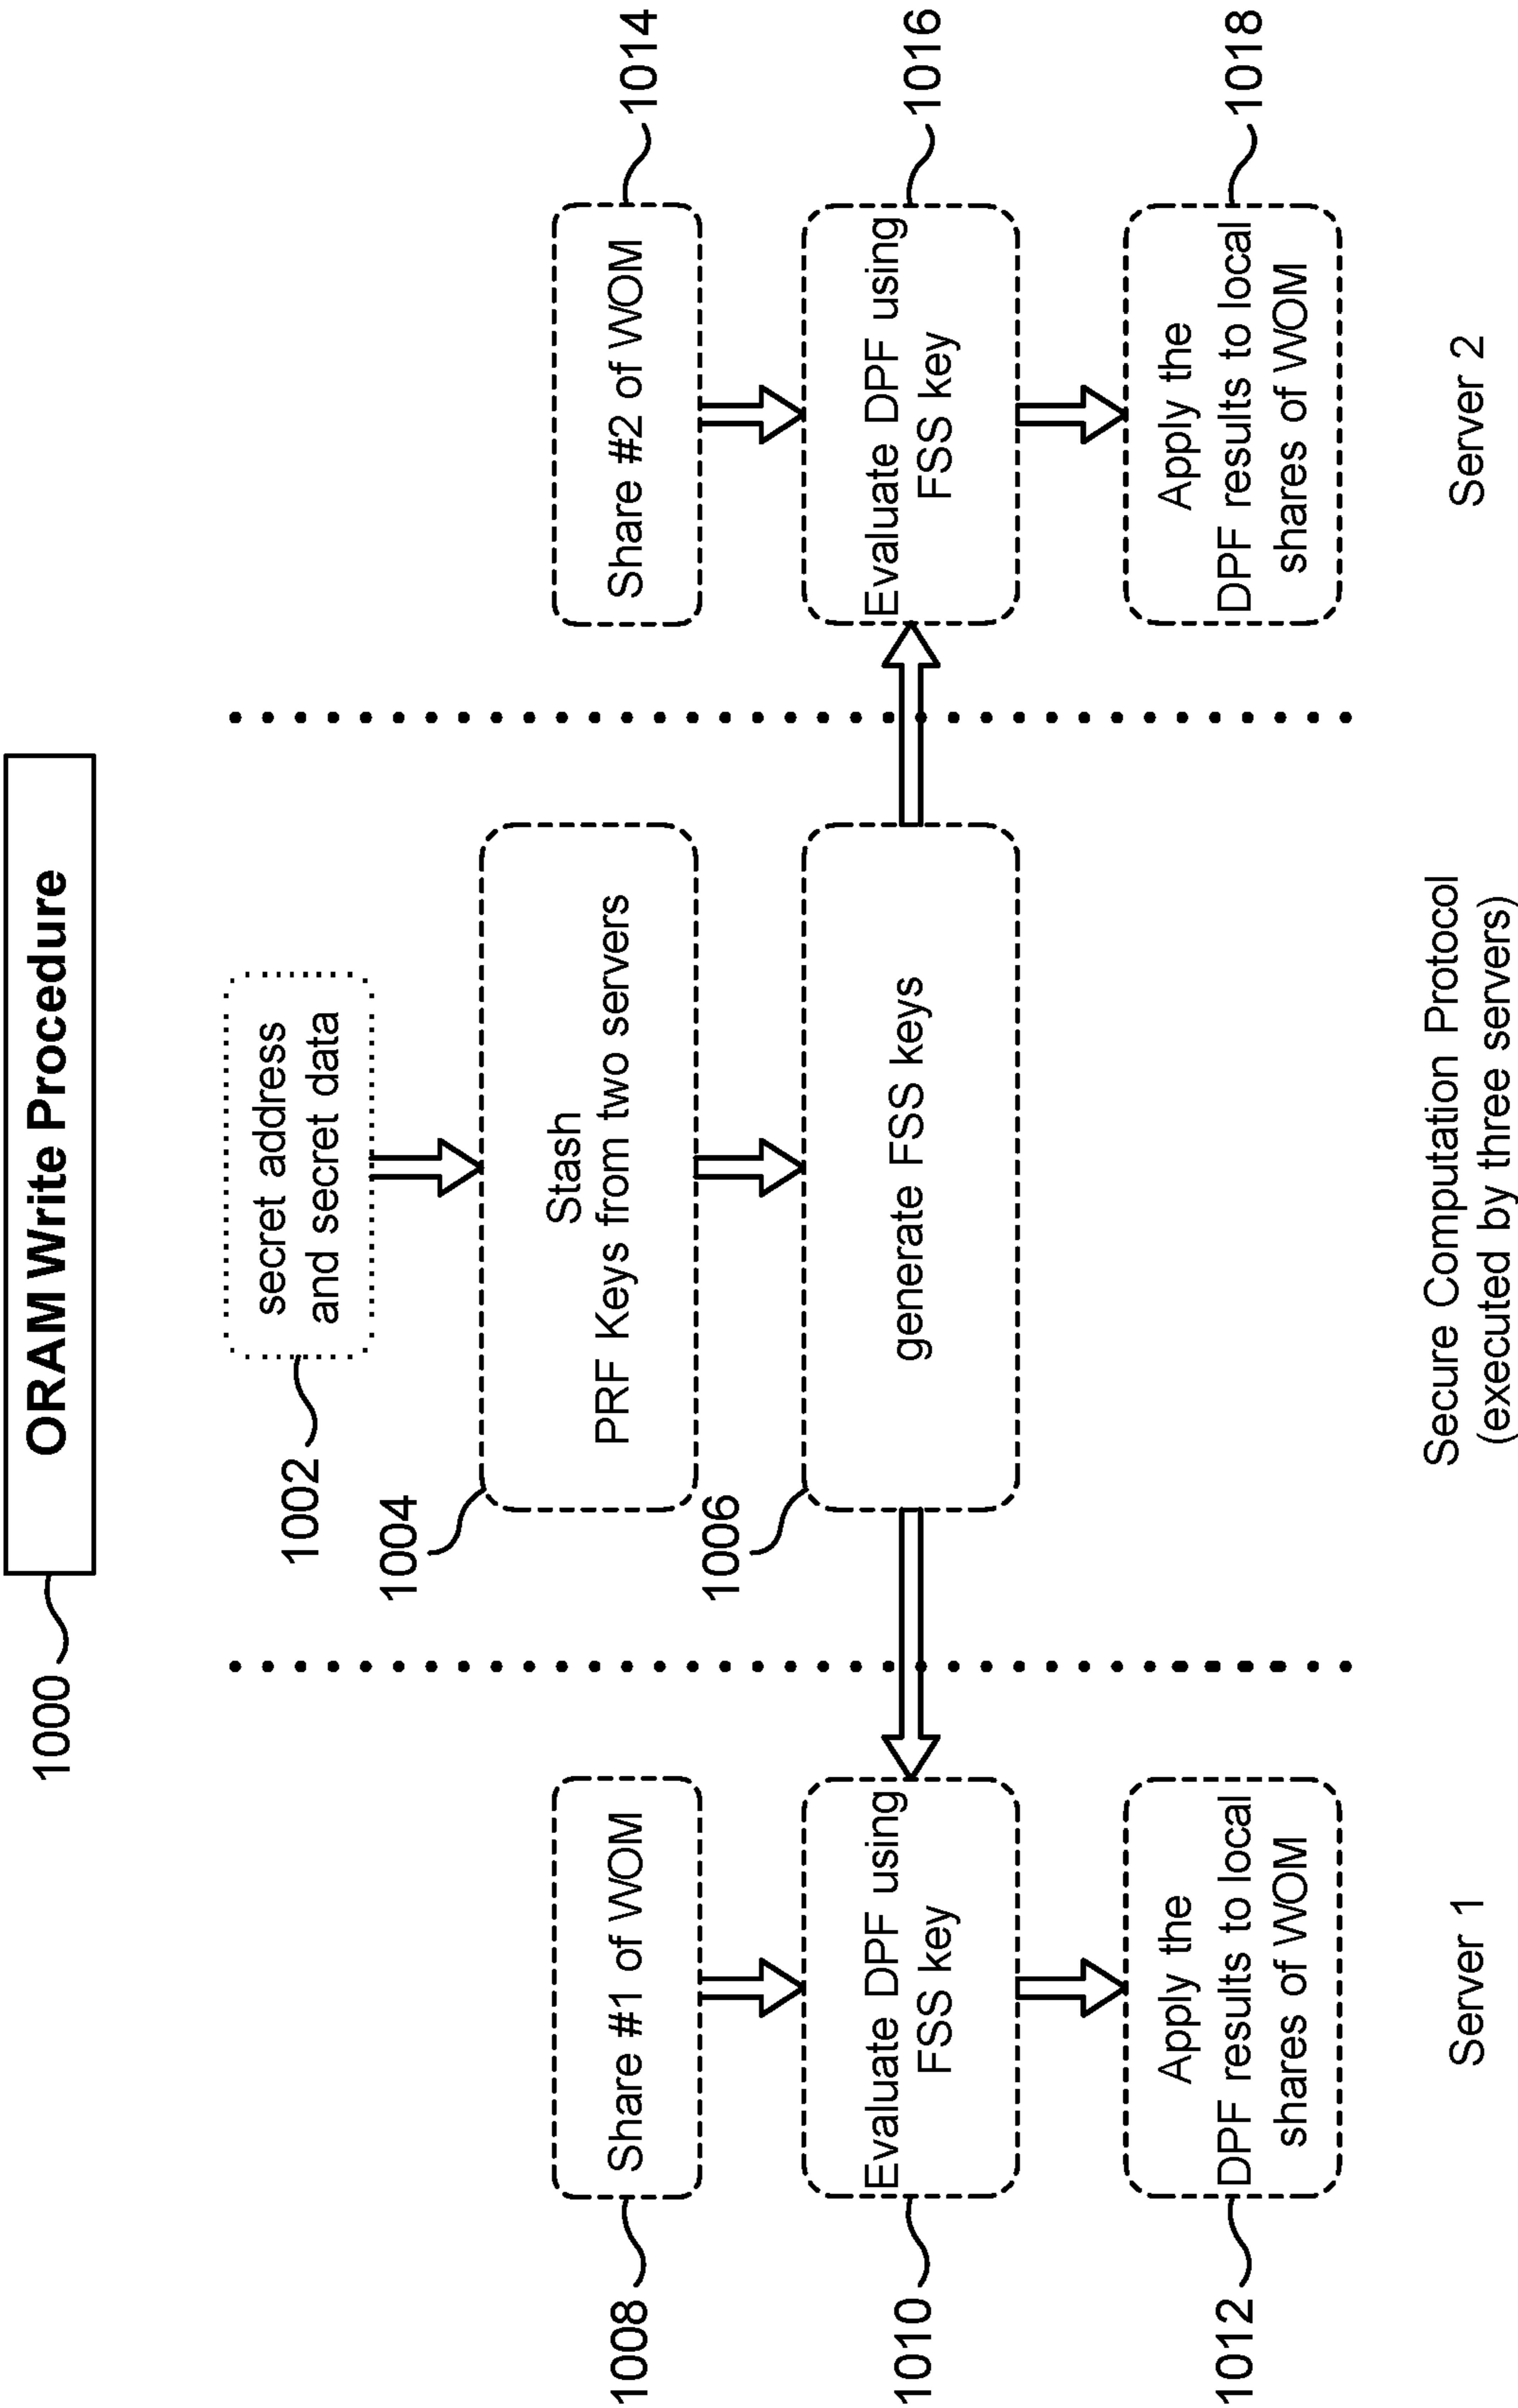 ORAM Write Procedure
1000
secret address
and secret data
1002
Stash
PRF Keys from two servers
1004
generate FSS keys
1006
Share #1 of WOM
1008
Evaluate DPF using
FSS key
1010
Apply the
DPF results to local
shares of WOM
1012
Share #2 of WOM
1014
Evaluate DPF using
FSS key
1016
Apply the
DPF results to local
shares of WOM
1018
Server 1
Secure Computation Protocol
(executed by three servers)
Server 2